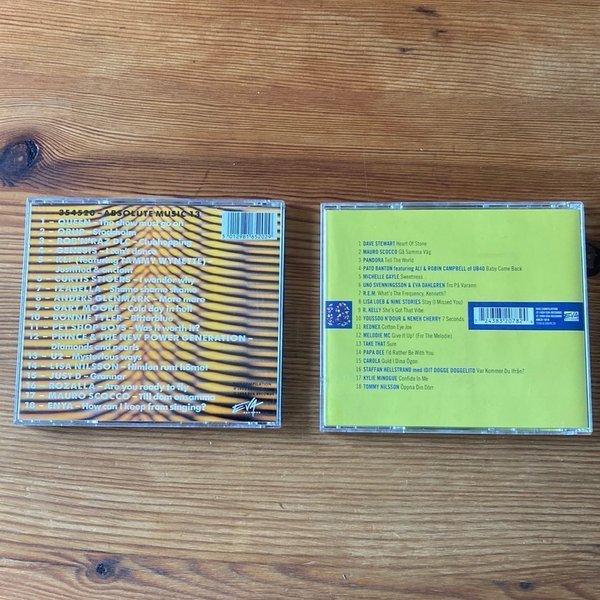 354520 – ABSOLUTE MUSIC 13
1 – QUEEN – The show must go on
2 – ORUP – Stockholm
3 – ROB'N'RAZ DLC – Clubhopping
4 – GENESIS – I can't dance
5 – KLF (featuring TAMMY WYNETTE) –
Justified & ancient
6 – CURTIS STIGERS – I wonder why
7 – IZABELLA – Shame shame shame
8 – ANDERS GLENMARK – Mare mare
9 – GARY MOORE – Cold day in hell
10 – BONNIE TYLER – Bitterblue
11 – PET SHOP BOYS – Was it worth it?
12 – PRINCE & THE NEW POWER GENERATION –
Diamonds and pearls
13 – U2 – Mysterious ways
14 – LISA NILSSON – Himlen runt hörnet
15 – JUST D – Grannar
16 – ROZALLA – Are you ready to fly
17 – MAURO SCOCCO – Till dom ensamma
18 – ENYA – How can I keep from singing?
EVA
1 DAVE STEWART Heart Of Stone
2 MAURO SCOCCO Gå Samma Väg
3 PANDORA Tell The World
4 PATO BANTON featuring ALI & ROBIN CAMPBELL of UB40 Baby Come Back
5 MICHELLE GAYLE Sweetness
6 UNO SVENNINGSSON & EVA DAHLGREN Tro På Varann
7 R.E.M. What's The Frequency, Kenneth?
8 LISA LOEB & NINE STORIES Stay (I Missed You)
9 R. KELLY She's Got That Vibe
10 YOUSSOU N'DOUR & NENEH CHERRY 7 Seconds
11 REDNEX Cotton Eye Joe
12 MELODIE MC Give It Up! (For The Melodie)
13 TAKE THAT Sure
14 PAPA DEE I'd Rather Be With You
15 CAROLA Guld I Dina Ögon
16 STAFFAN HELLSTRAND med IDIT DOGGE DOGGELITO Var Kommer Du Ifrån?
17 KYLIE MINOGUE Confide In Me
18 TOMMY NILSSON Öppna Din Dörr